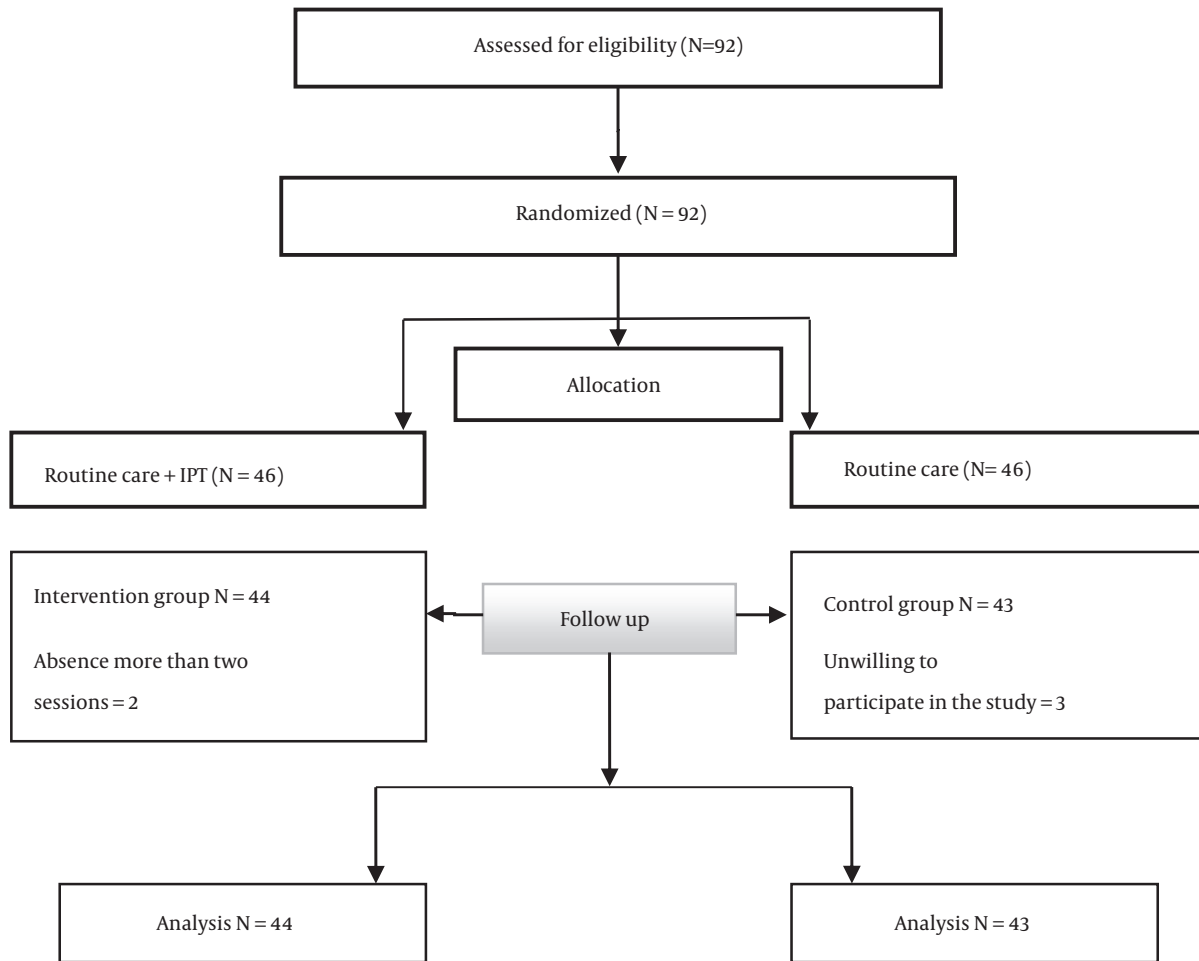 Assessed for eligibility (N=92)
Randomized (N = 92)
Allocation
Routine care + IPT (N = 46)
Routine care (N= 46)
Intervention group N = 44
Absence more than two
sessions = 2
Follow up
Control group N = 43
Unwilling to
participate in the study = 3
Analysis N = 44
Analysis N = 43